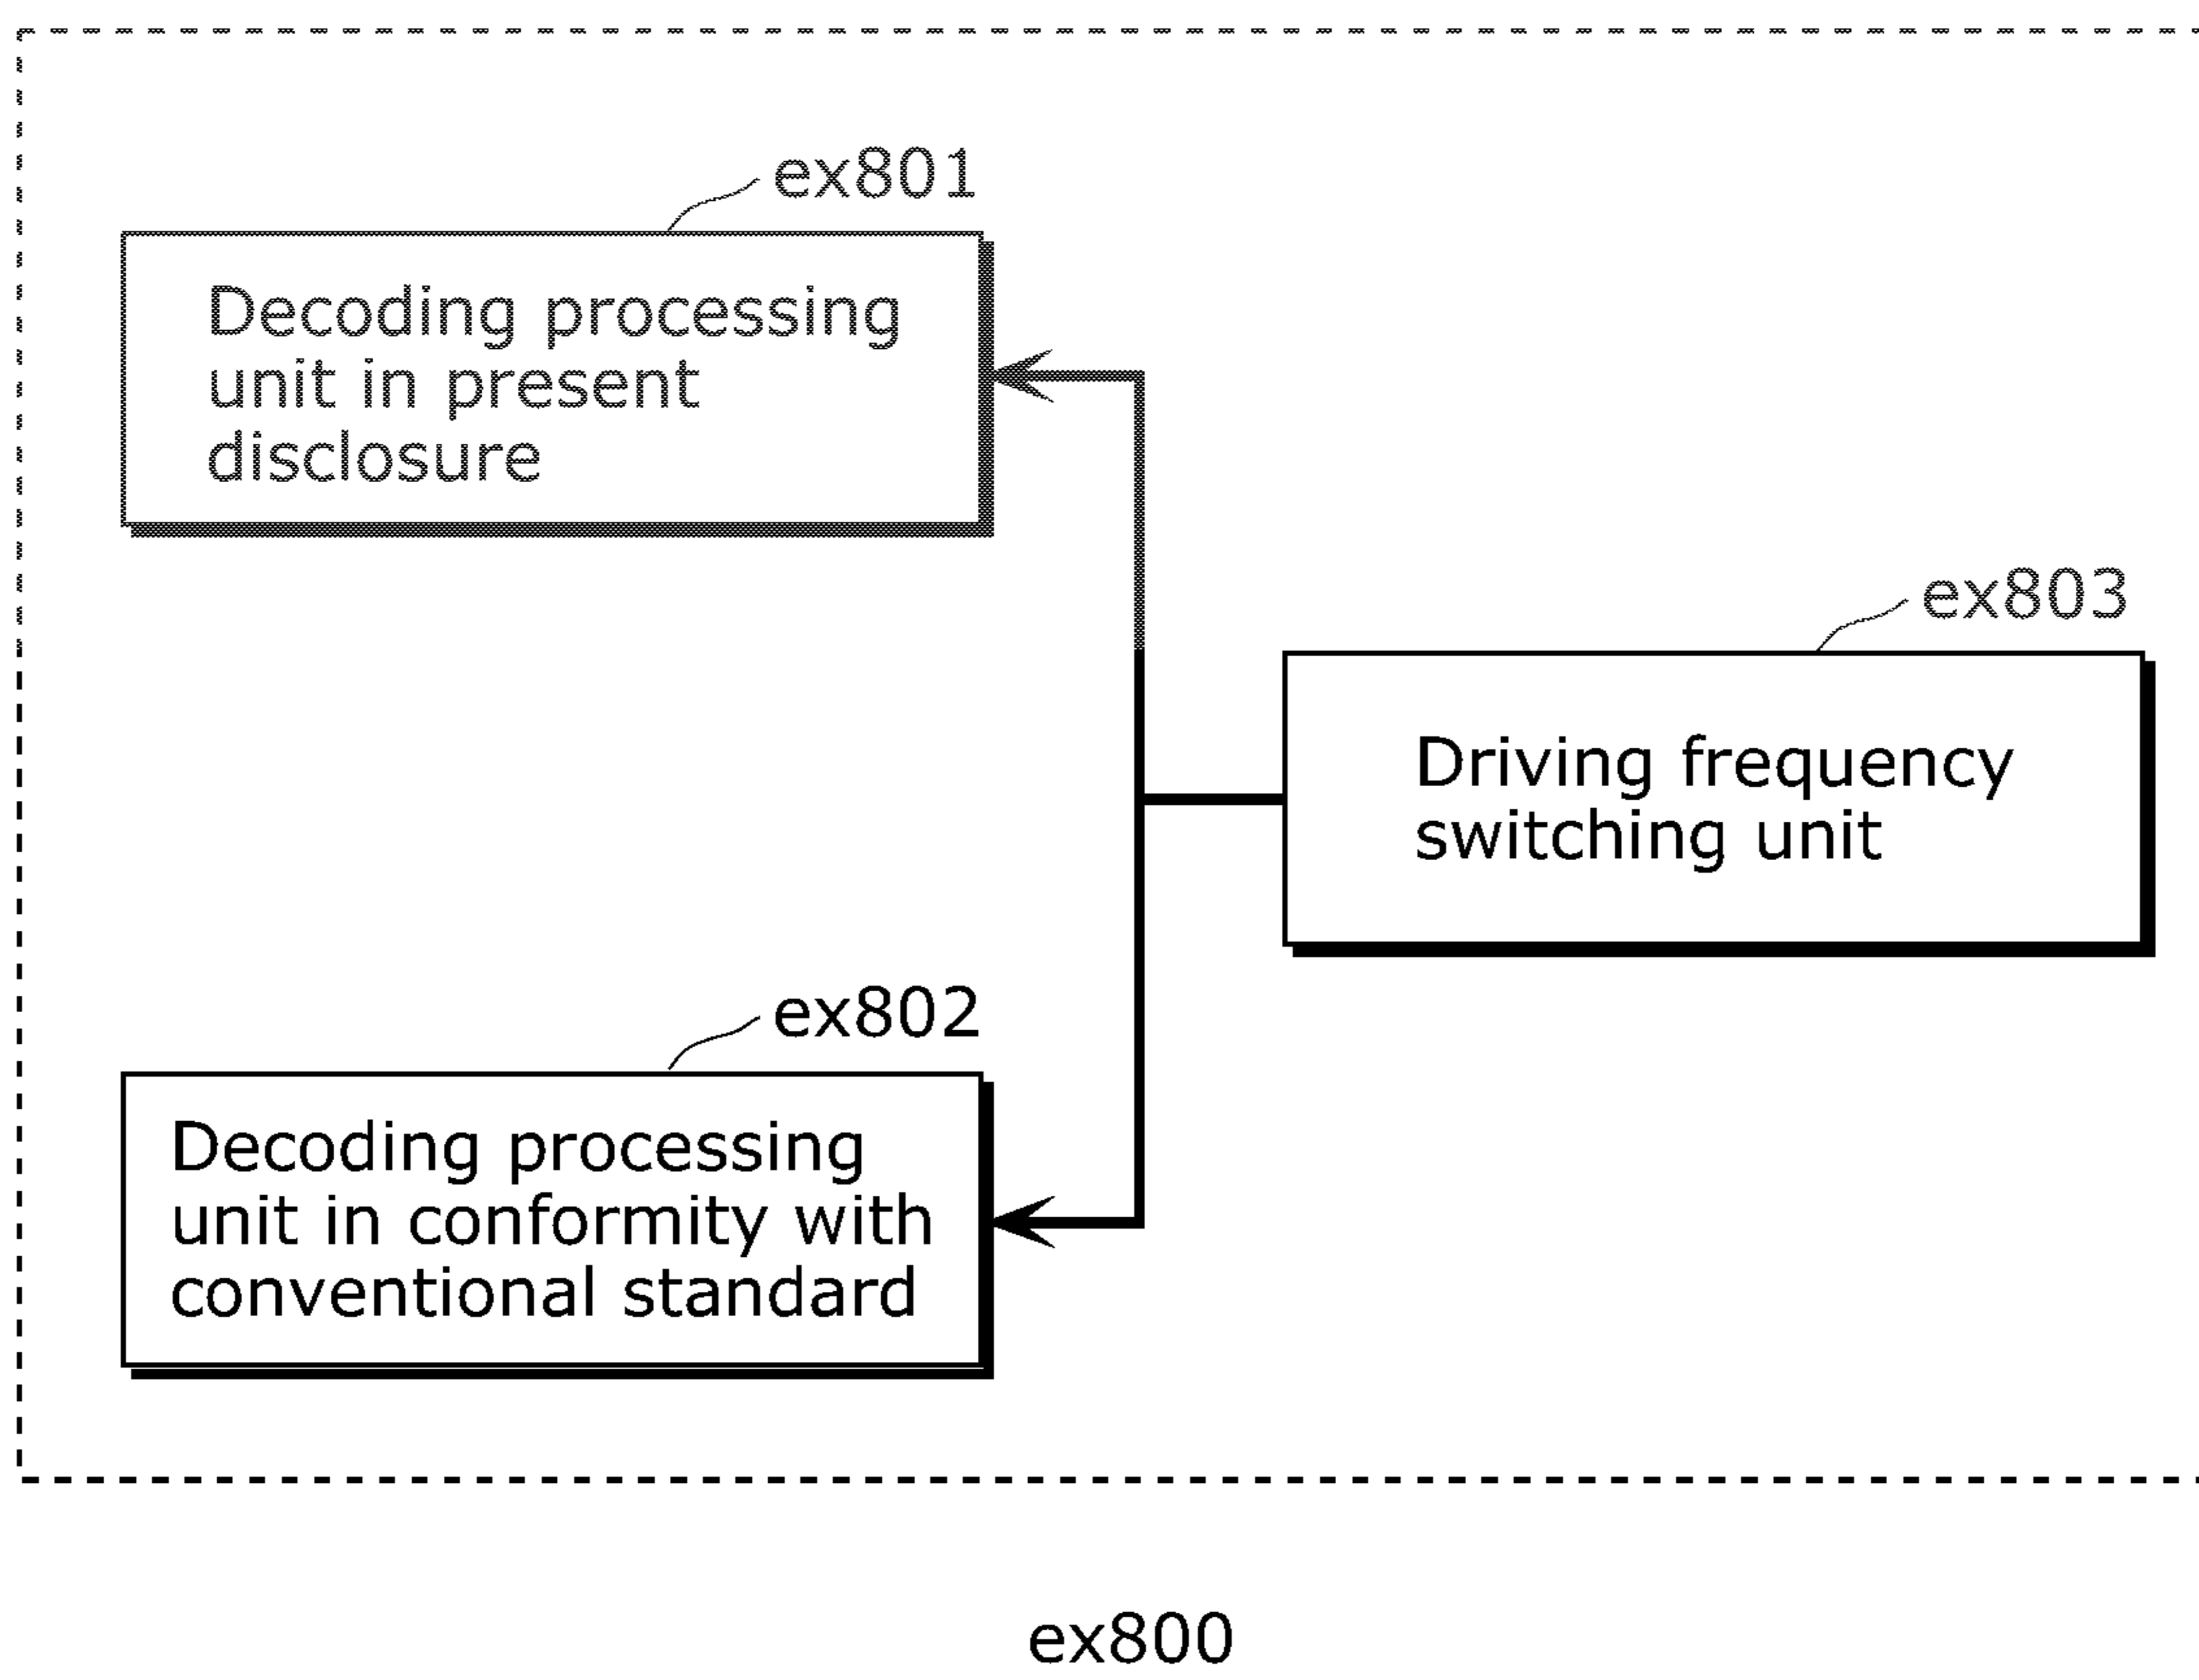 ex801
Decoding processing
unit in present
disclosure
ex803
Driving frequency
switching unit
ex802
Decoding processing
unit in conformity with
conventional standard
ex800